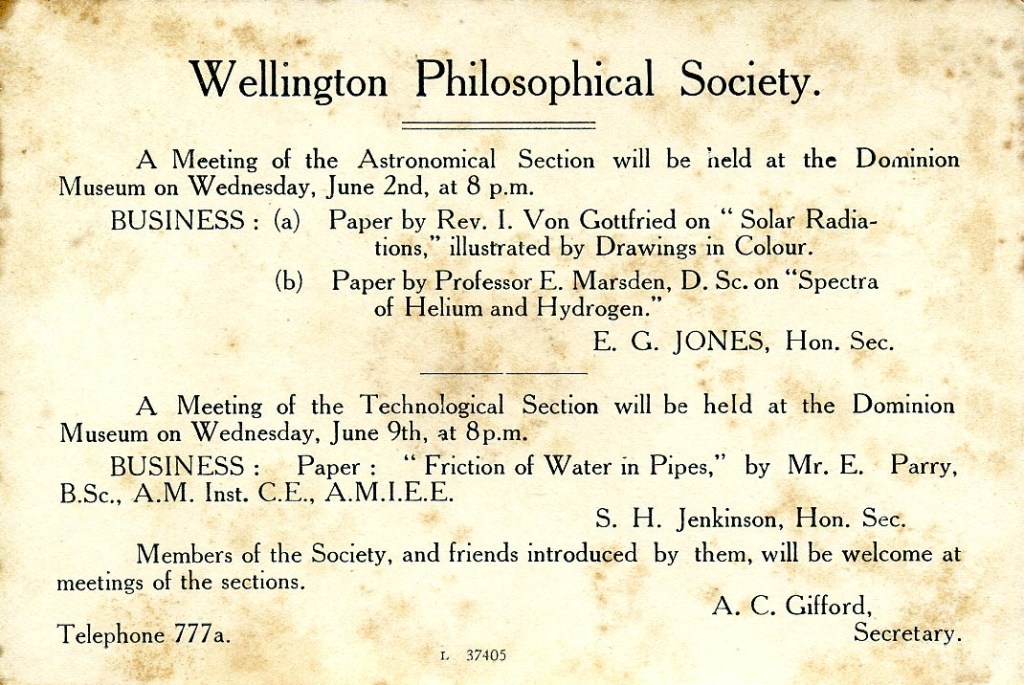 Wellington Philosophical Society.
A Meeting of the Astronomical Section will be held at the Dominion
Museum on Wednesday, June 2nd, at 8 p.m.
BUSINESS : (a) Paper by Rev. I. Von Gottfried on " Solar Radia-
tions," illustrated by Drawings in Colour.
(b) Paper by Professor E. Marsden, D. Sc. on "Spectra
of Helium and Hydrogen."
E. G. JONES, Hon. Sec.
A Meeting of the Technological Section will be held at the Dominion
Museum on Wednesday, June 9th, at 8p.m.
BUSINESS : Paper : " Friction of Water in Pipes," by Mr. E. Parry,
B.Sc., A.M. Inst. C.E., A.M.I.E.E.
S. H. Jenkinson, Hon. Sec.
Members of the Society, and friends introduced by them, will be welcome at
meetings of the sections.
A. C. Gifford,
Telephone 777a.
Secretary.
L 37405